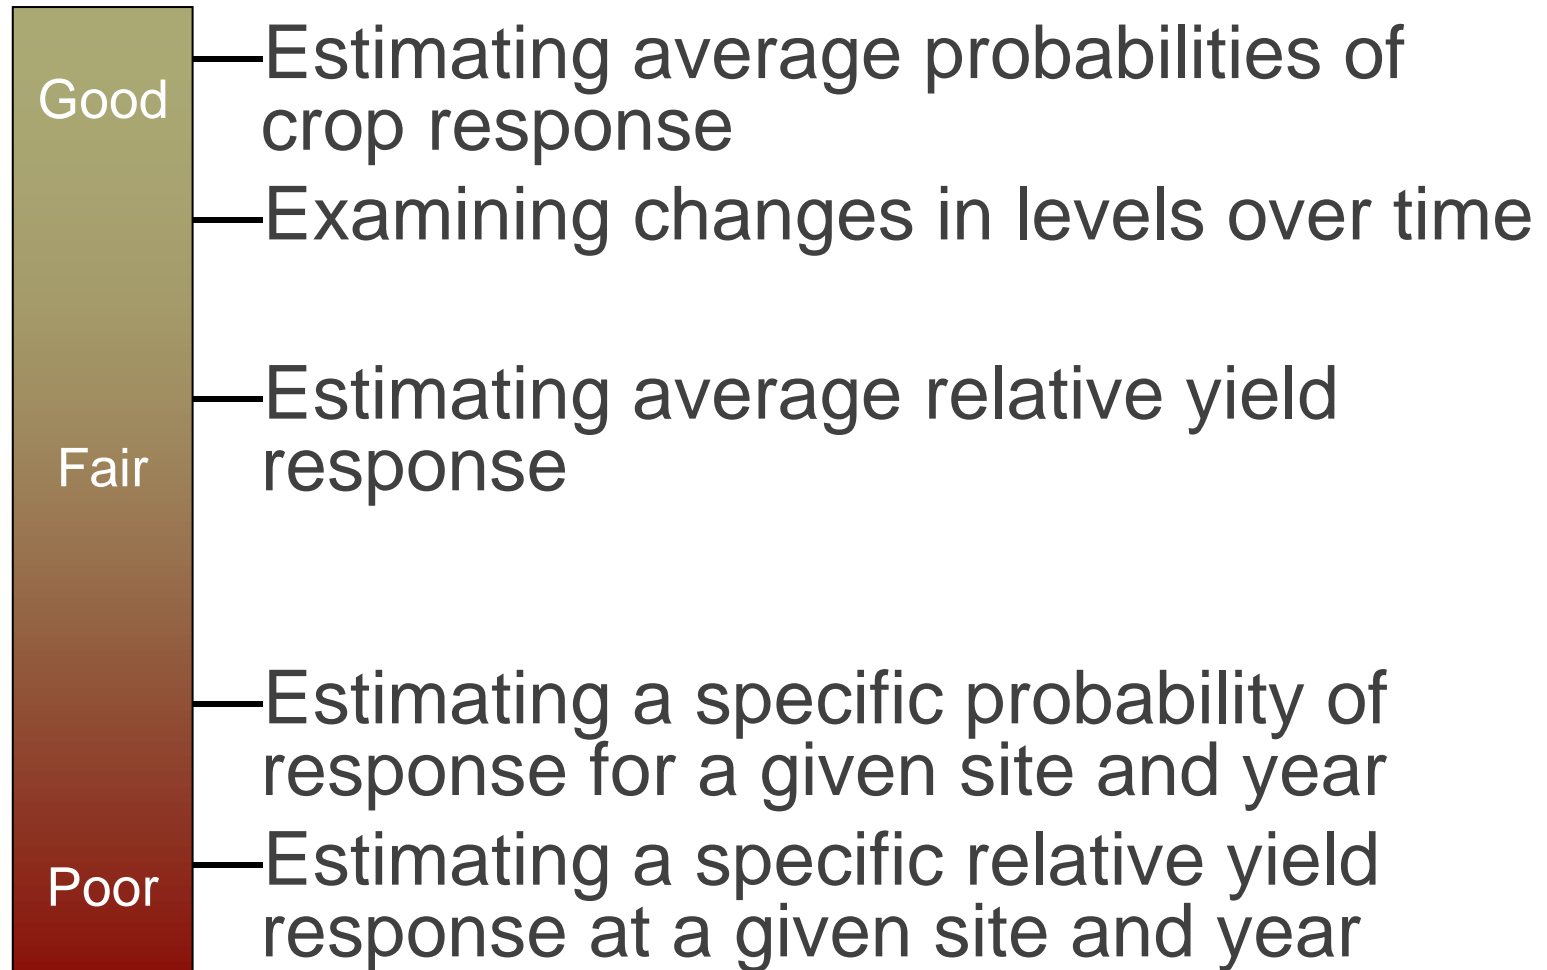 Good
Estimating average probabilities of
crop response
Examining changes in levels over time
Fair
Estimating average relative yield
response
Estimating a specific probability of
response for a given site and year
Poor
Estimating a specific relative yield
response at a given site and year